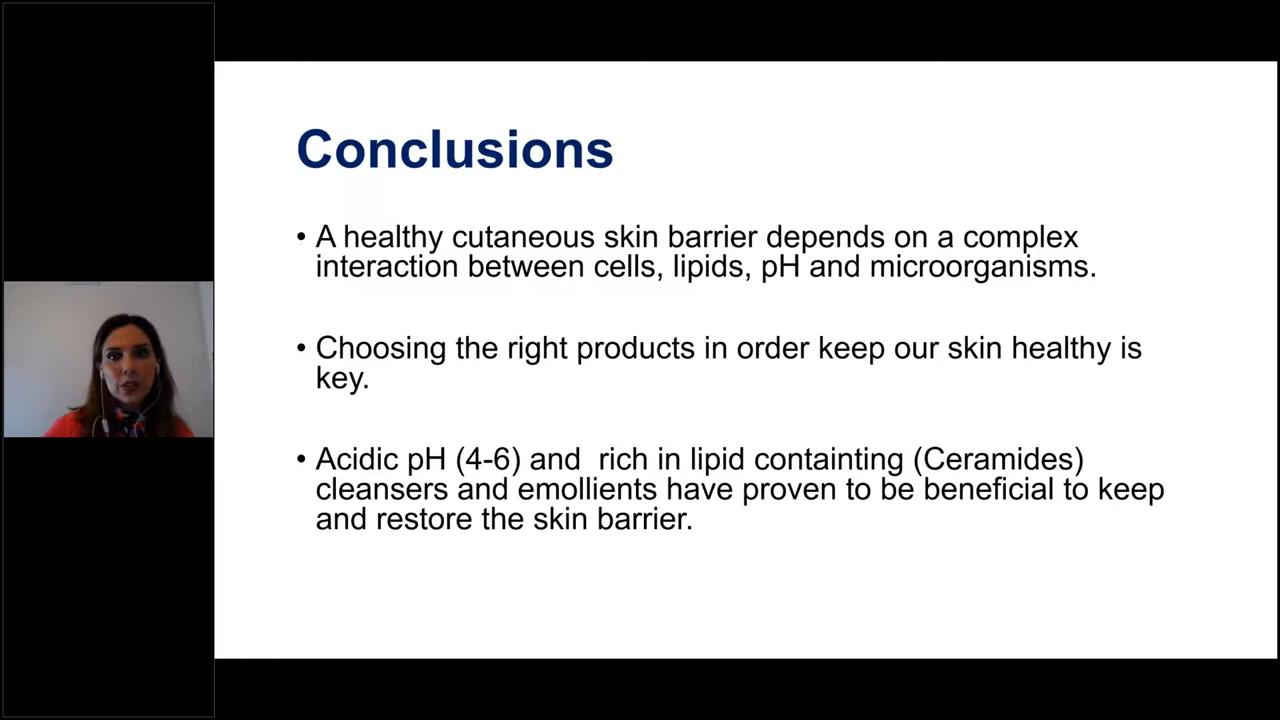 Conclusions
• A healthy cutaneous skin barrier depends on a complex
interaction between cells, lipids, pH and microorganisms.
• Choosing the right products in order keep our skin healthy is
key.
• Acidic pH (4-6) and  rich in lipid containting (Ceramides)
cleansers and emollients have proven to be beneficial to keep
and restore the skin barrier.